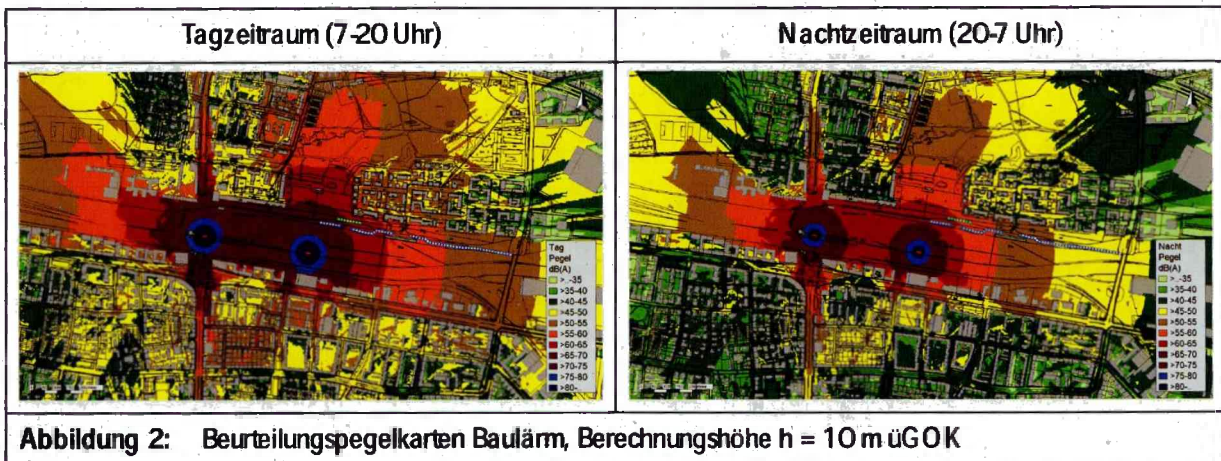 Tagzeitraum (7-20 Uhr)
Nachtzeitraum (20-7 Uhr)
Tag
Pegel
dB(A)
>..-35
>35-40
>40-45
>45-50
>50-55
>55-60
>60-65
>65-70
>70-75
>75-80
>80-
Nacht
Pegel
dB(A)
>..-35
>35-40
>40-45
>45-50
>50-55
>55-60
>60-65
>65-70
>70-75
>75-80
>80-
Abbildung 2: Beurteilungspegelkarten Baulärm, Berechnungshöhe h = 10 m üGOK